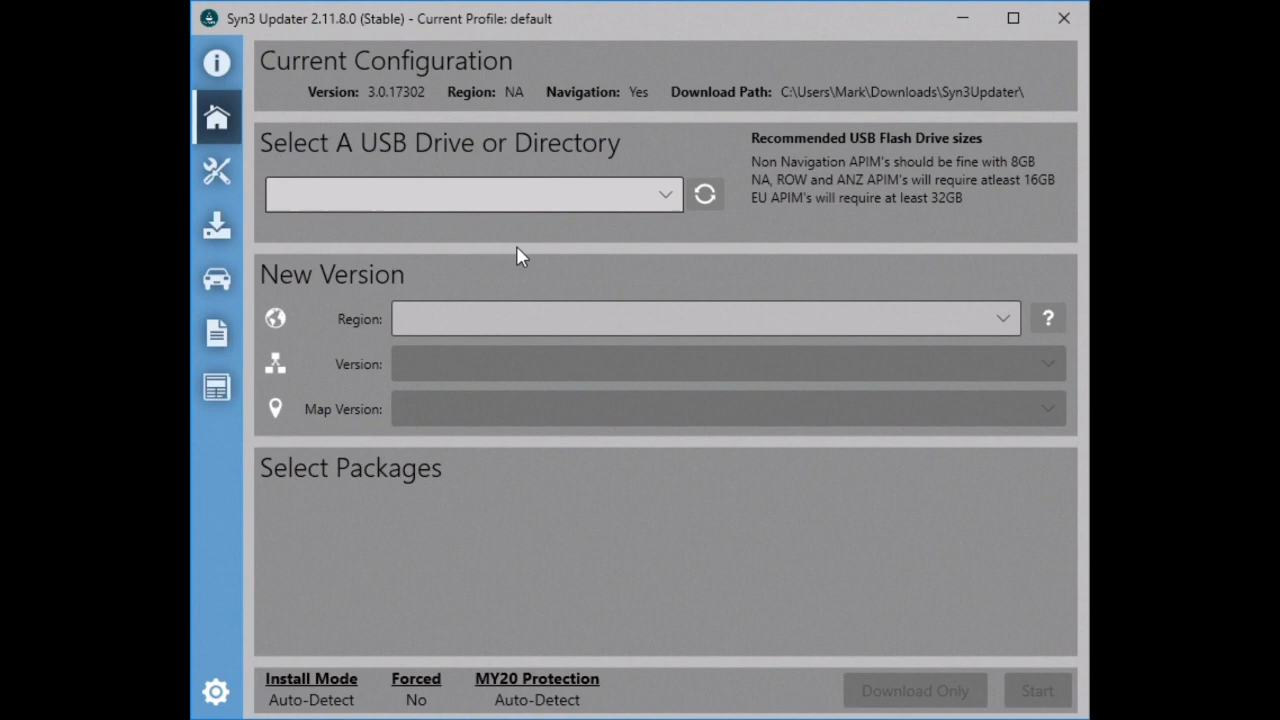 Syn3 Updater 2.11.8.0 (Stable) - Current Profile: default
Current Configuration
Version: 3.0.17302 Region: NA Navigation: Yes Download Path: C:\Users\Mark\Downloads\Syn3Updater\
Select A USB Drive or Directory
Recommended USB Flash Drive sizes
Non Navigation APIM's should be fine with 8GB
NA, ROW and ANZ APIM's will require atleast 16GB
EU APIM's will require at least 32GB
New Version
Region:
?
Version:
Map Version:
Select Packages
Install Mode Forced MY20 Protection
Auto-Detect No Auto-Detect
Download Only Start